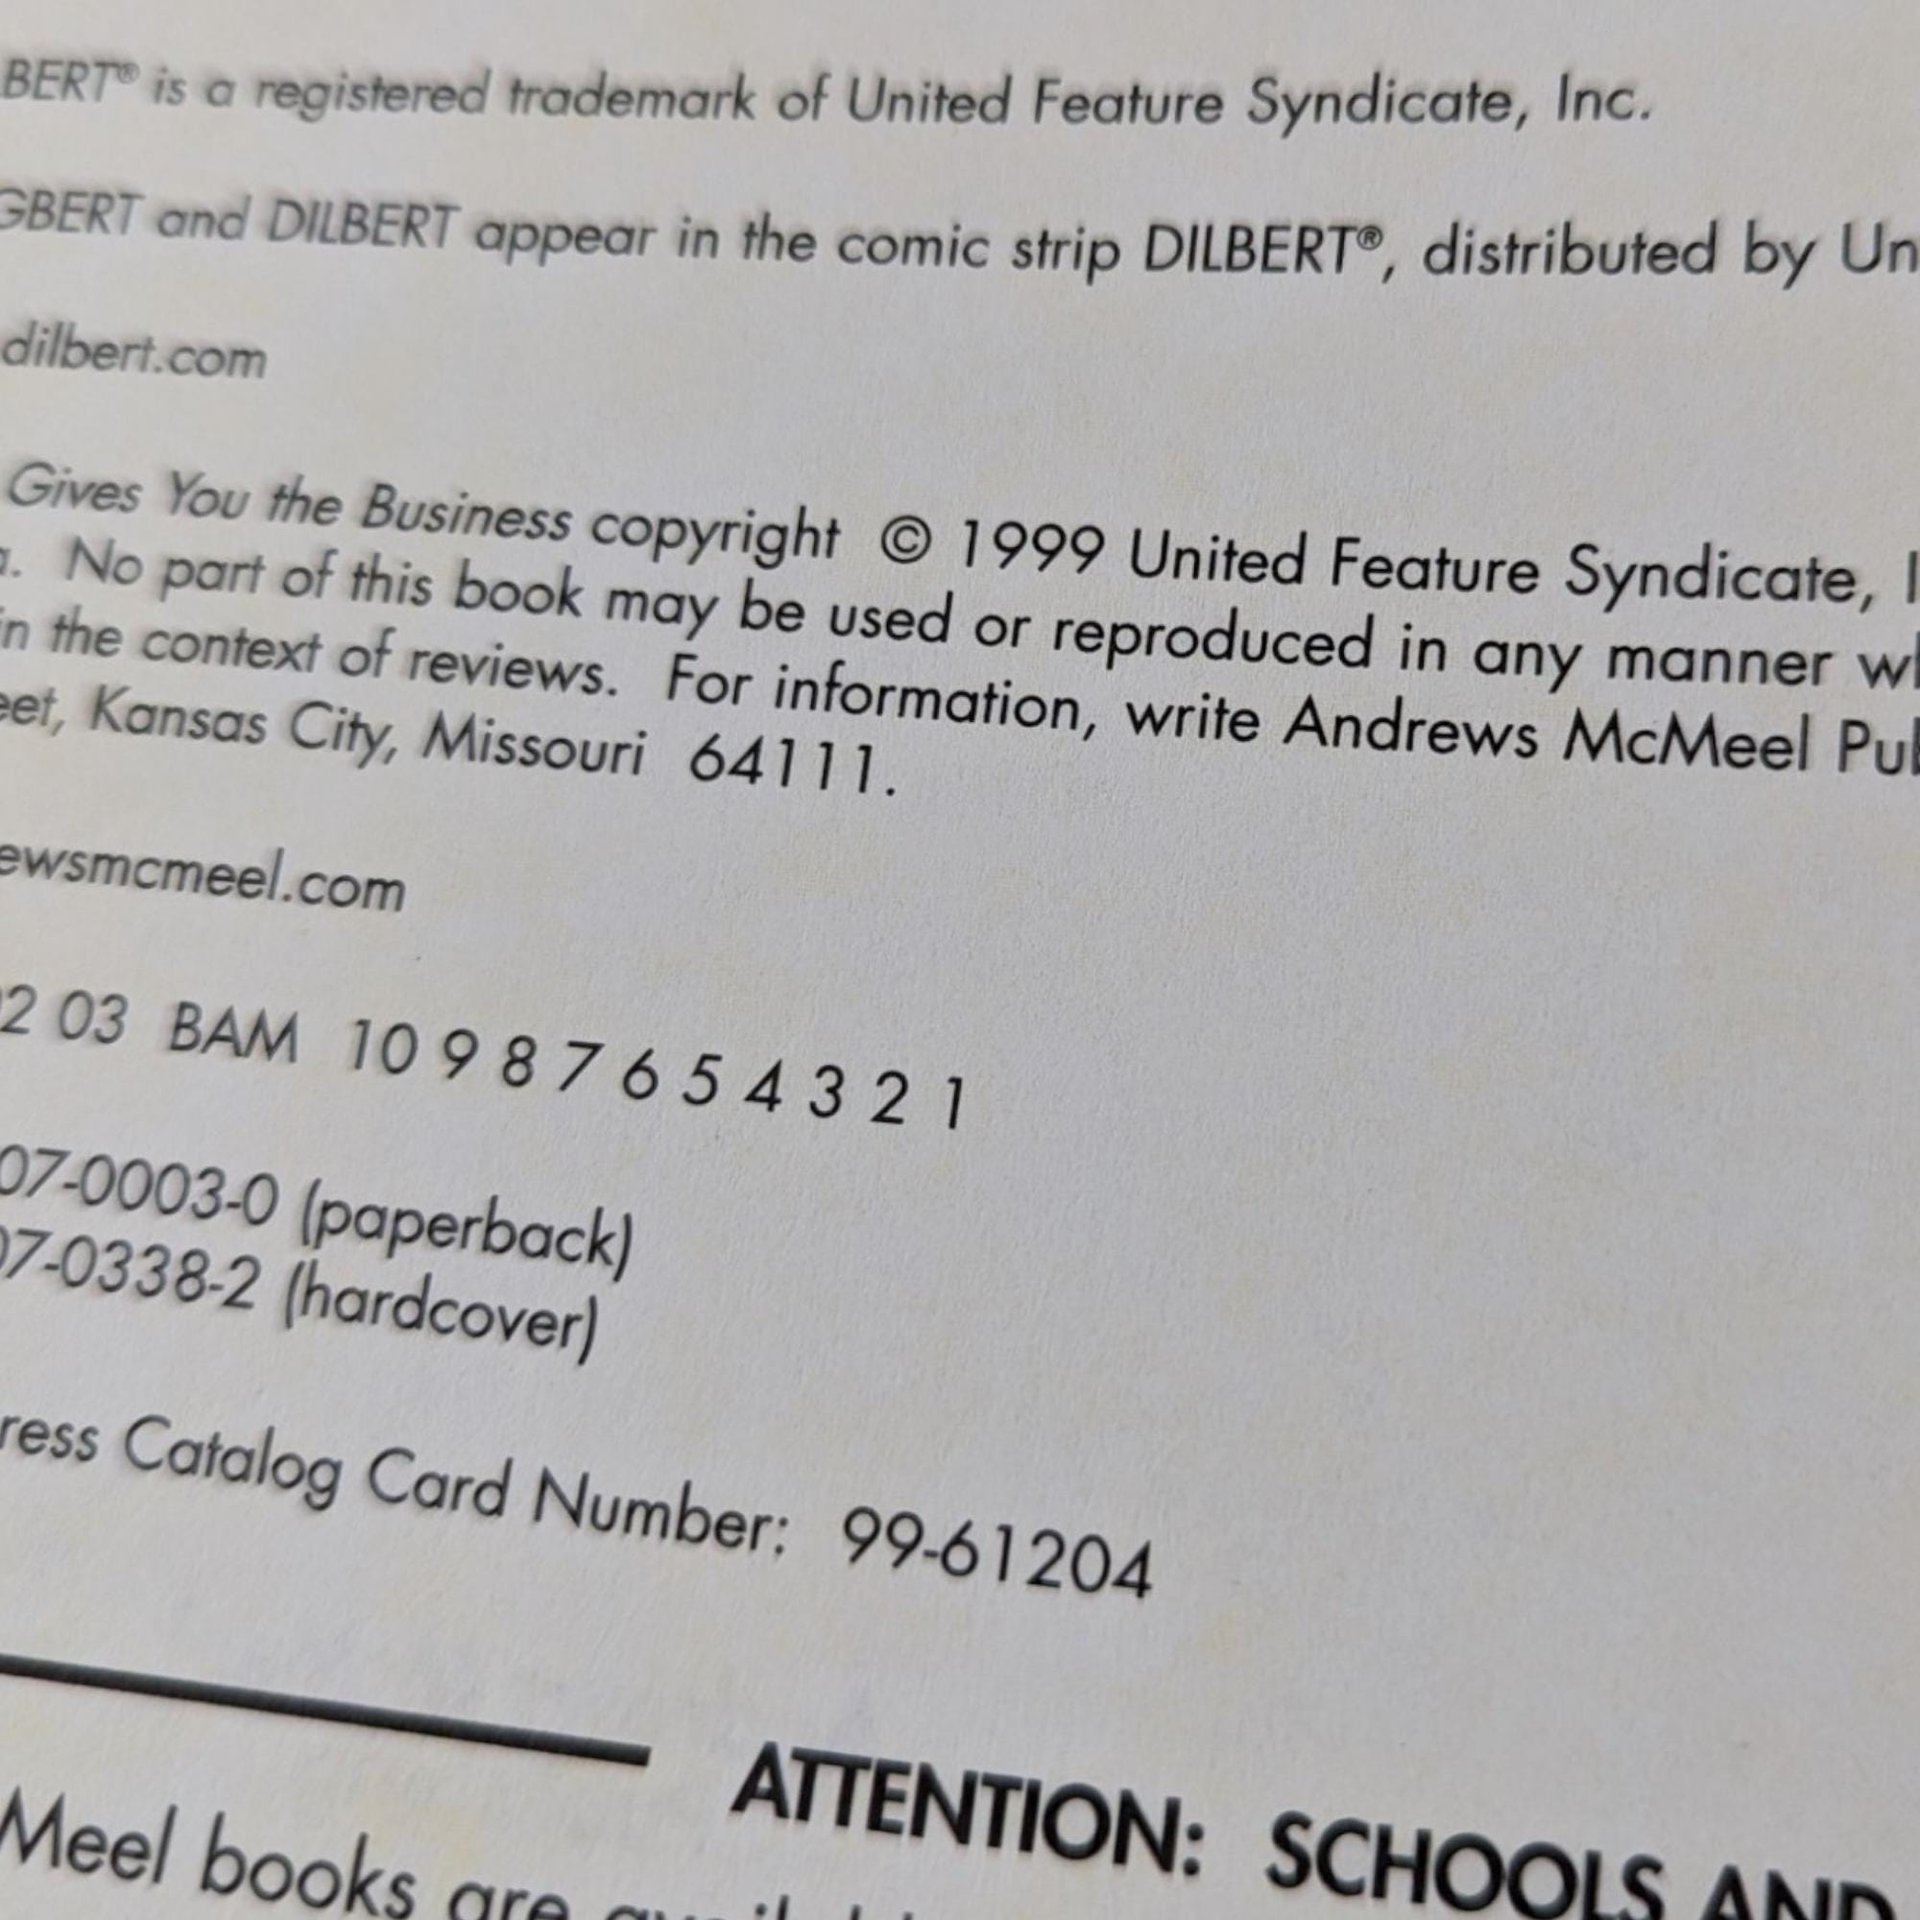 BERT® is a registered trademark of United Feature Syndicate, Inc.
GBERT and DILBERT appear in the comic strip DILBERT®, distributed by Un
dilbert.com
Gives You the Business copyright © 1999 United Feature Syndicate, I
a. No part of this book may be used or reproduced in any manner wh
in the context of reviews. For information, write Andrews McMeel Pub
eet, Kansas City, Missouri 64111.
ewsmcmeel.com
02 03 BAM 10 9 8 7 6 5 4 3 2 1
07-0003-0 (paperback)
07-0338-2 (hardcover)
ress Catalog Card Number: 99-61204
ATTENTION: SCHOOLS AND
Meel books are